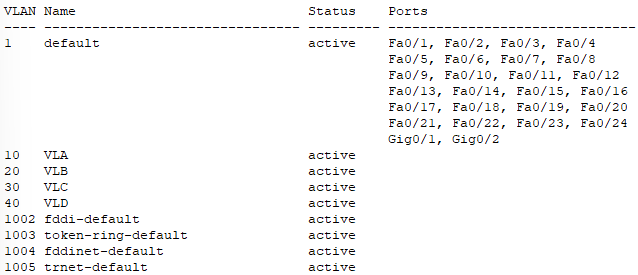 VLAN Name                             Status    Ports
---- -------------------------------- --------- -------------------------------
1    default                          active    Fa0/1, Fa0/2, Fa0/3, Fa0/4
                                                Fa0/5, Fa0/6, Fa0/7, Fa0/8
                                                Fa0/9, Fa0/10, Fa0/11, Fa0/12
                                                Fa0/13, Fa0/14, Fa0/15, Fa0/16
                                                Fa0/17, Fa0/18, Fa0/19, Fa0/20
                                                Fa0/21, Fa0/22, Fa0/23, Fa0/24
                                                Gig0/1, Gig0/2
10   VLA                              active
20   VLB                              active
30   VLC                              active
40   VLD                              active
1002 fddi-default                     active
1003 token-ring-default               active
1004 fddinet-default                  active
1005 trnet-default                    active